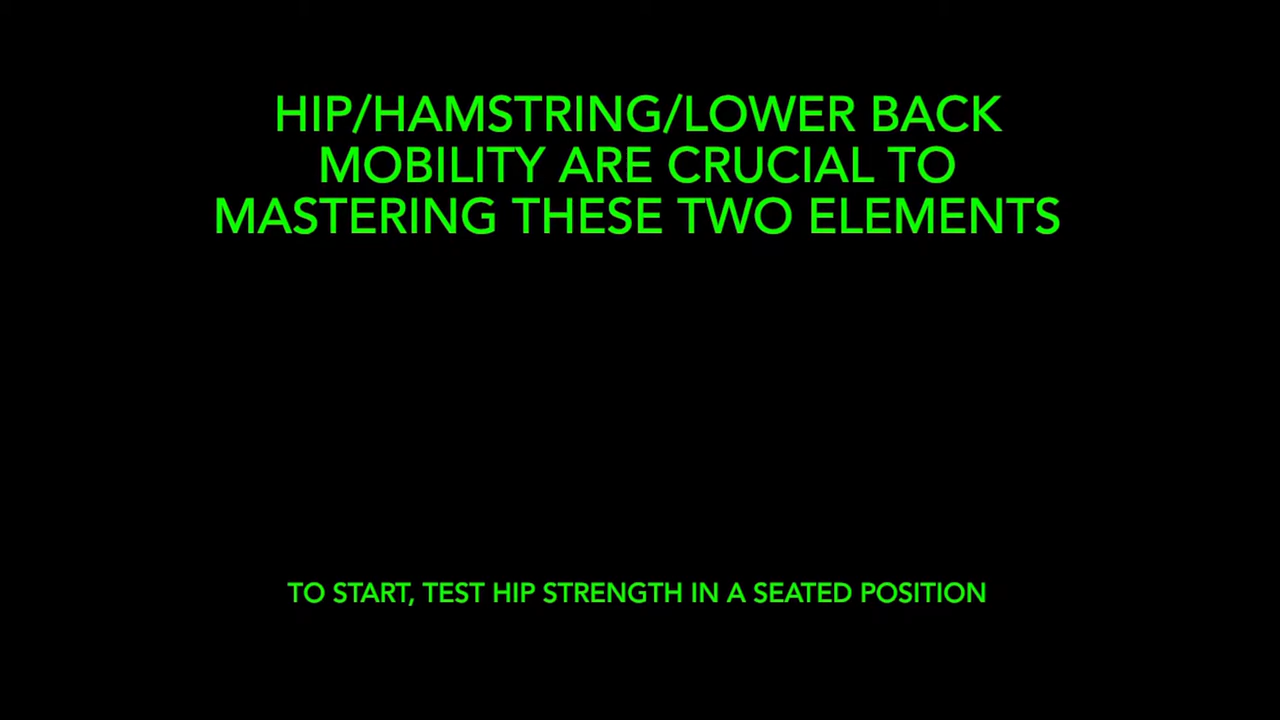 HIP/HAMSTRING/LOWER BACK
MOBILITY ARE CRUCIAL TO
MASTERING THESE TWO ELEMENTS
TO START, TEST HIP STRENGTH IN A SEATED POSITION